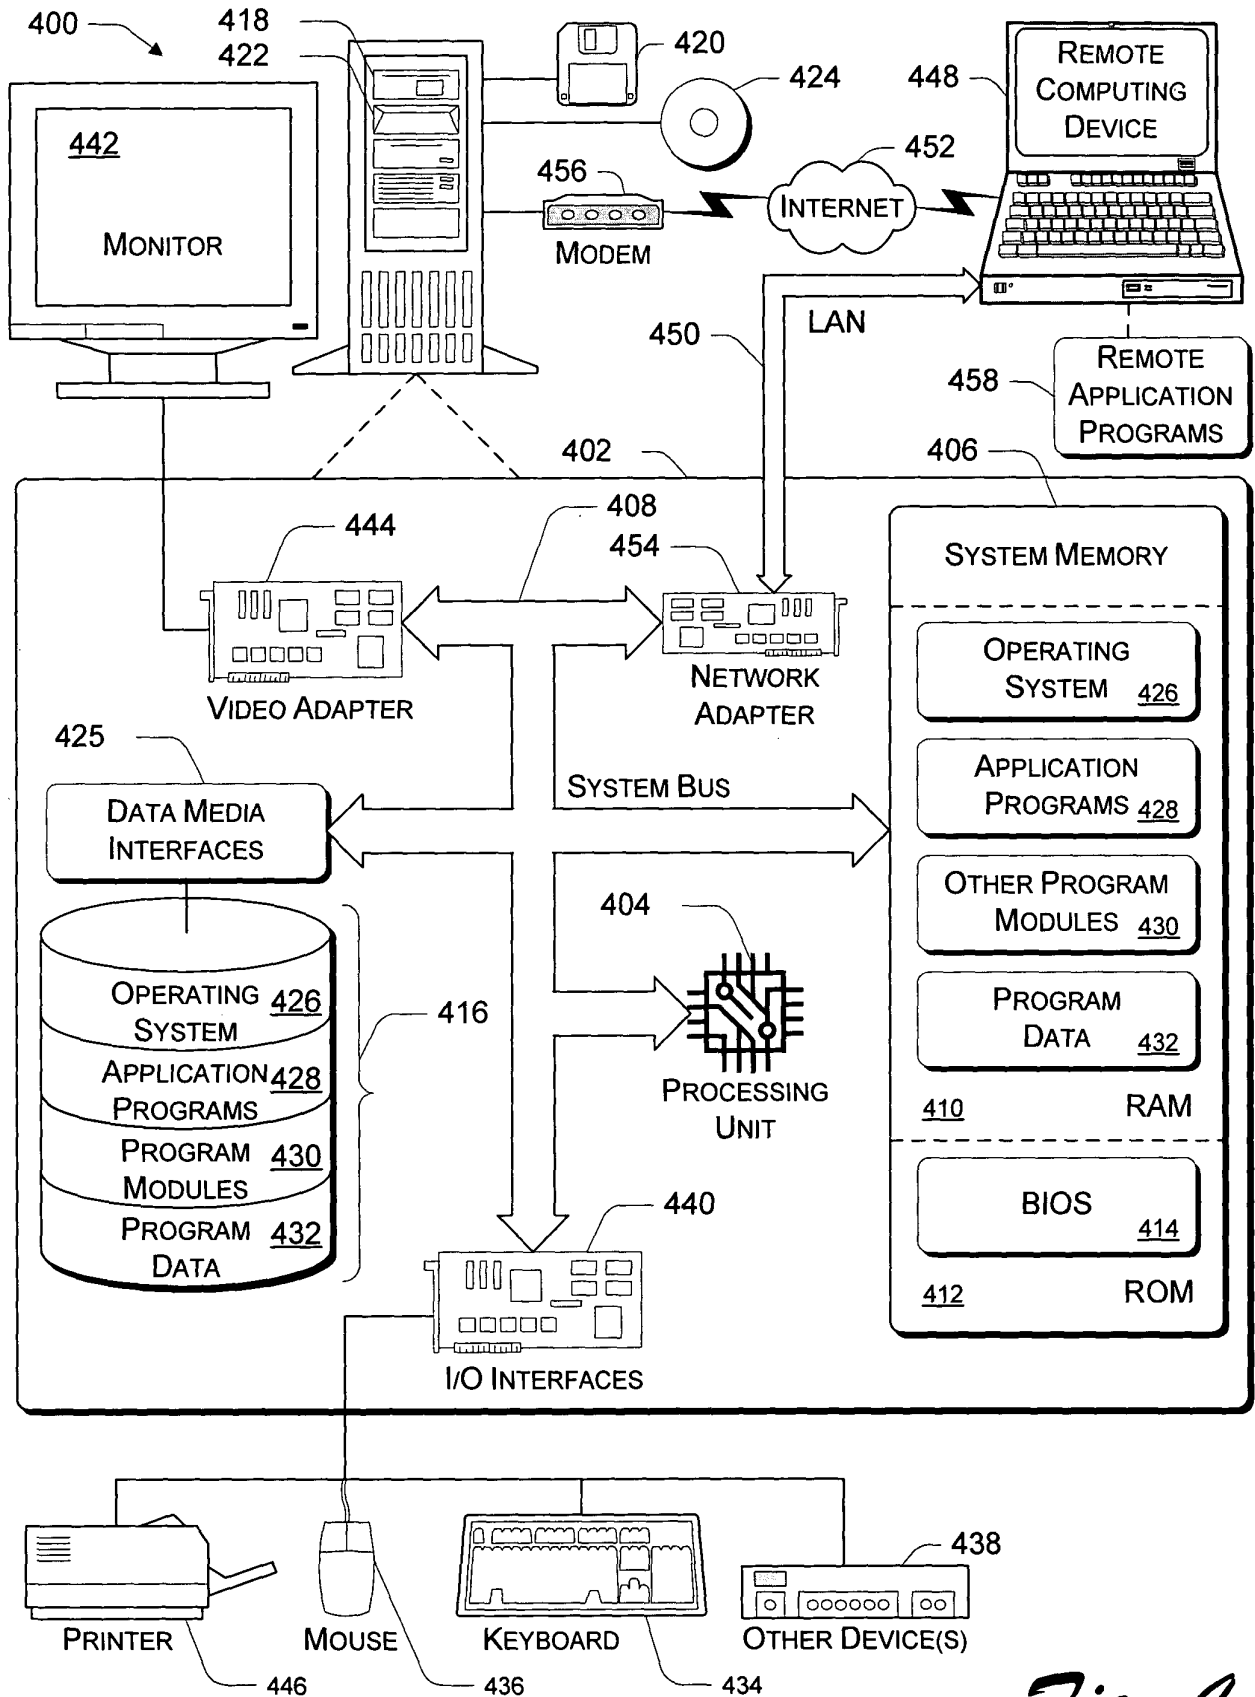 400
418
422
420
424
448
REMOTE
COMPUTING
DEVICE
442
MONITOR
456
MODEM
452
INTERNET
450
LAN
458
REMOTE
APPLICATION
PROGRAMS
402
406
408
444
454
SYSTEM MEMORY
VIDEO ADAPTER
NETWORK
ADAPTER
OPERATING
SYSTEM 426
425
DATA MEDIA
INTERFACES
SYSTEM BUS
APPLICATION
PROGRAMS 428
OTHER PROGRAM
MODULES 430
404
PROCESSING
UNIT
PROGRAM
DATA 432
410 RAM
OPERATING 426
SYSTEM
416
APPLICATION 428
PROGRAMS
PROGRAM 430
MODULES
PROGRAM 432
DATA
BIOS
414
412 ROM
440
I/O INTERFACES
PRINTER
446
MOUSE
436
KEYBOARD
434
438
OTHER DEVICE(S)